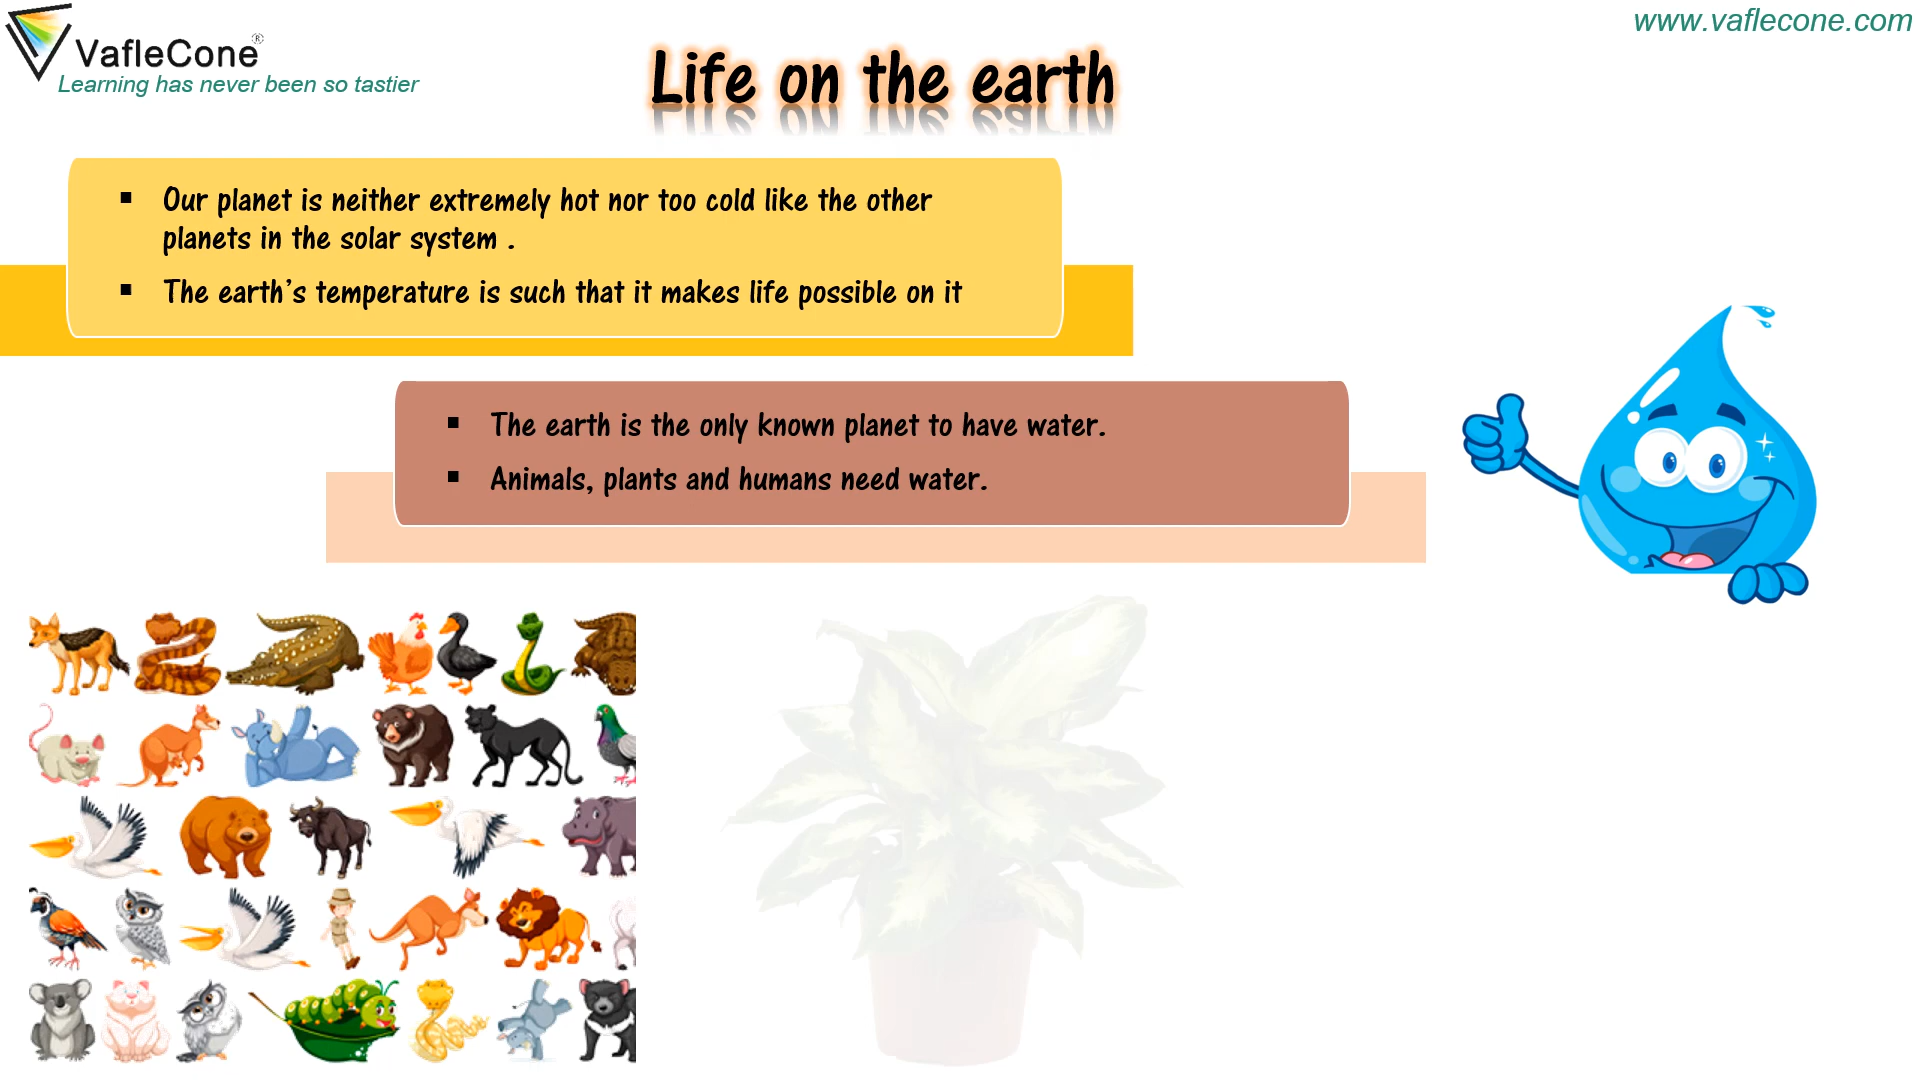 VafleCone®
Learning has never been so tastier
www.vaflecone.com
Life on the earth
▪ Our planet is neither extremely hot nor too cold like the other
planets in the solar system .
▪ The earth’s temperature is such that it makes life possible on it
▪ The earth is the only known planet to have water.
▪ Animals, plants and humans need water.